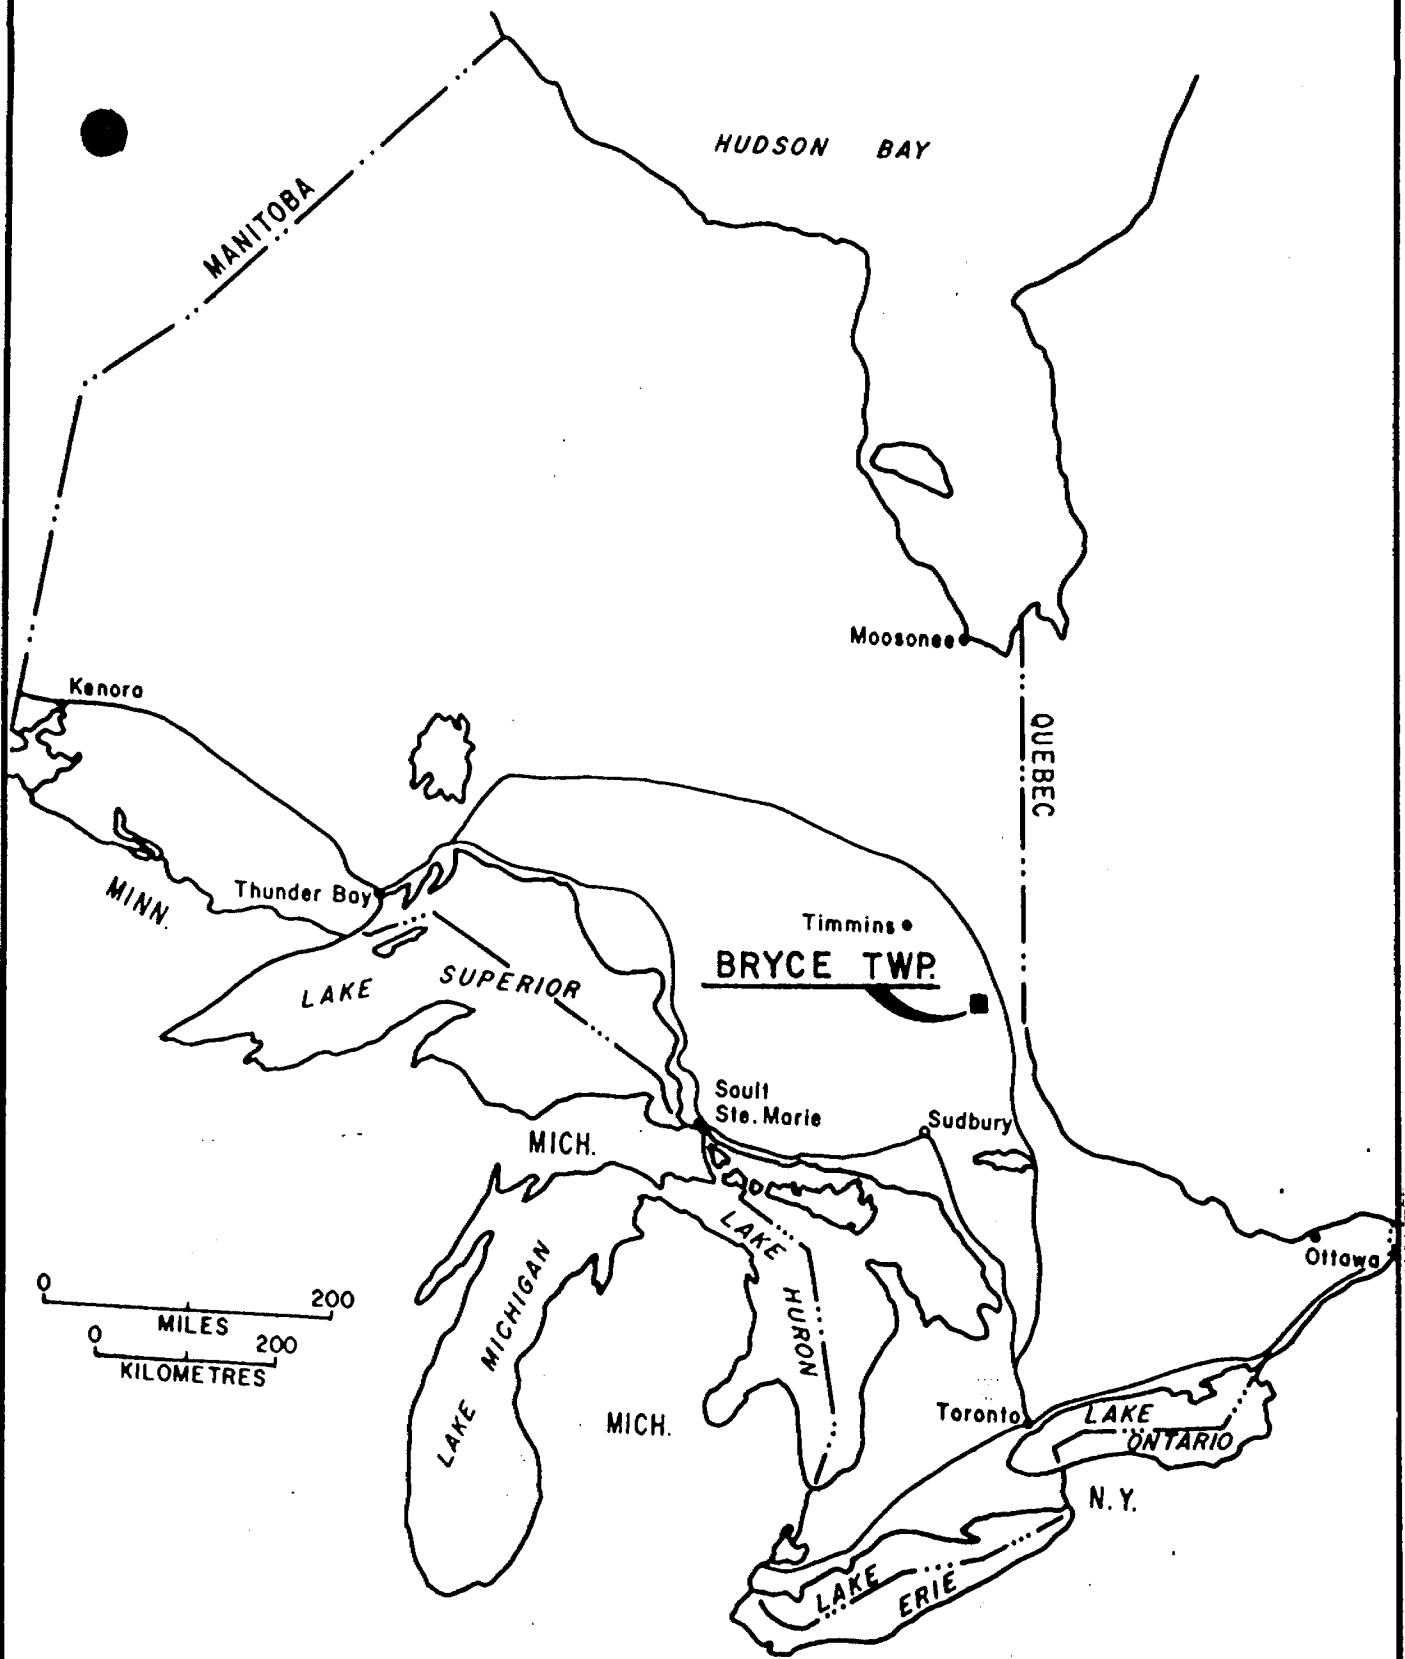 HUDSON BAY
MANITOBA
Moosonee
Kenora
QUEBEC
MINN.
Thunder Bay
Timmins
BRYCE TWP.
LAKE SUPERIOR
Sault
Ste. Marie
Sudbury
MICH.
LAKE HURON
Ottawa
LAKE MICHIGAN
0 200
MILES
0 200
KILOMETRES
MICH.
Toronto
LAKE
ONTARIO
N.Y.
LAKE ERIE